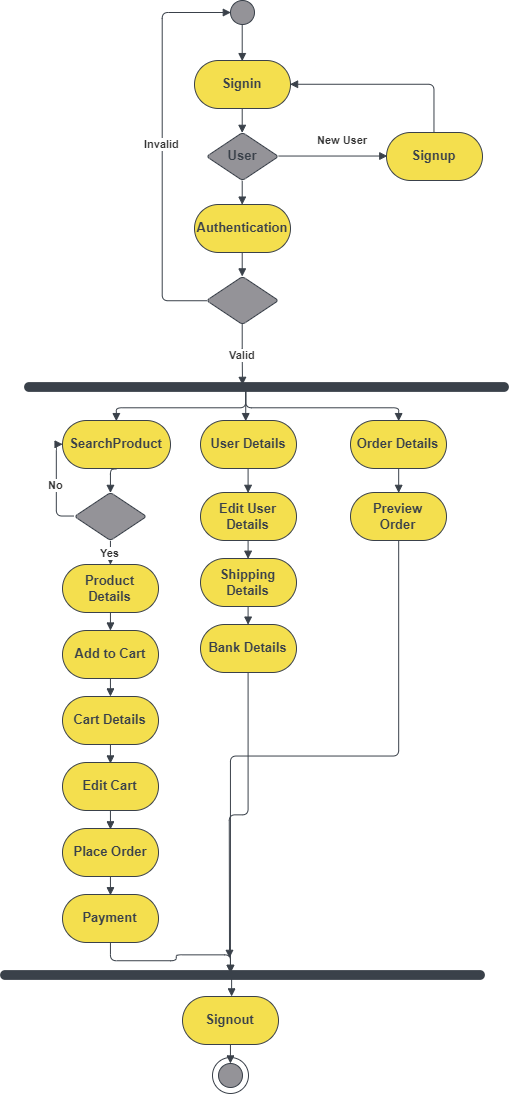 Signin
New User
Invalid
User
Signup
Authentication
Valid
SearchProduct
User Details
Order Details
No
Edit User
Details
Preview
Order
Yes
Product
Details
Shipping
Details
Add to Cart
Bank Details
Cart Details
Edit Cart
Place Order
Payment
Signout